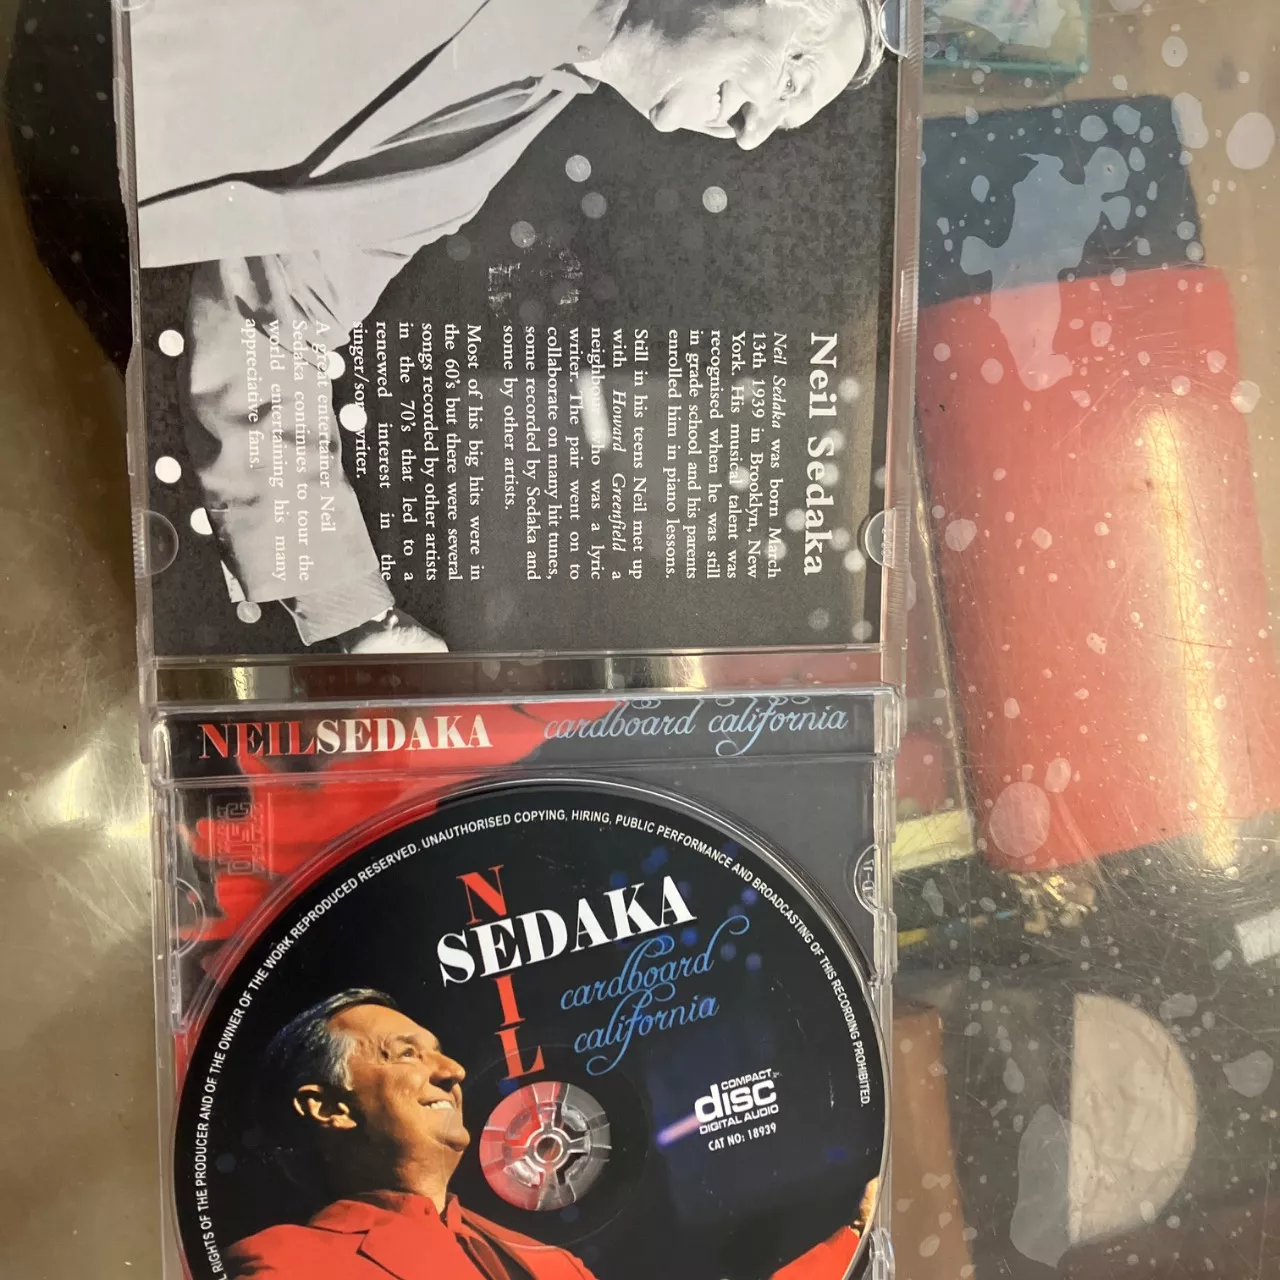 Neil Sedaka
Neil Sedaka was born March
13th 1939 in Brooklyn, New
York. His musical talent was
recognised when he was still
in grade school and his parents
enrolled him in piano lessons.
Still in his teens Neil met up
with Howard Greenfield a
neighbour who was a lyric
writer. The pair went on to
collaborate on many hit tunes,
some recorded by Sedaka and
some by other artists.
Most of his big hits were in
the 60's but there were several
songs recorded by other artists
in the 70's that led to a
renewed interest in the
singer/songwriter.
A great entertainer Neil
Sedaka continues to tour the
world entertaining his many
appreciative fans.
NEILSEDAKA cardboard california
NEIL
SEDAKA
cardboard
california
COMPACT
disc
DIGITAL AUDIO
CAT NO: 18939
RIGHTS OF THE PRODUCER AND OF THE OWNER OF THE WORK REPRODUCED RESERVED. UNAUTHORISED COPYING, HIRING, PUBLIC PERFORMANCE AND BROADCASTING OF THIS RECORDING PROHIBITED.